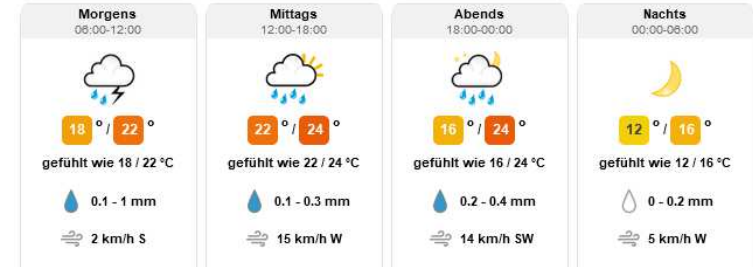 Morgens
06:00-12:00
18 ° / 22 °
gefühlt wie 18 / 22 °C
0.1 - 1 mm
2 km/h S
Mittags
12:00-18:00
22 ° / 24 °
gefühlt wie 22 / 24 °C
0.1 - 0.3 mm
15 km/h W
Abends
18:00-00:00
16 ° / 24 °
gefühlt wie 16 / 24 °C
0.2 - 0.4 mm
14 km/h SW
Nachts
00:00-06:00
12 ° / 16 °
gefühlt wie 12 / 16 °C
0 - 0.2 mm
5 km/h W